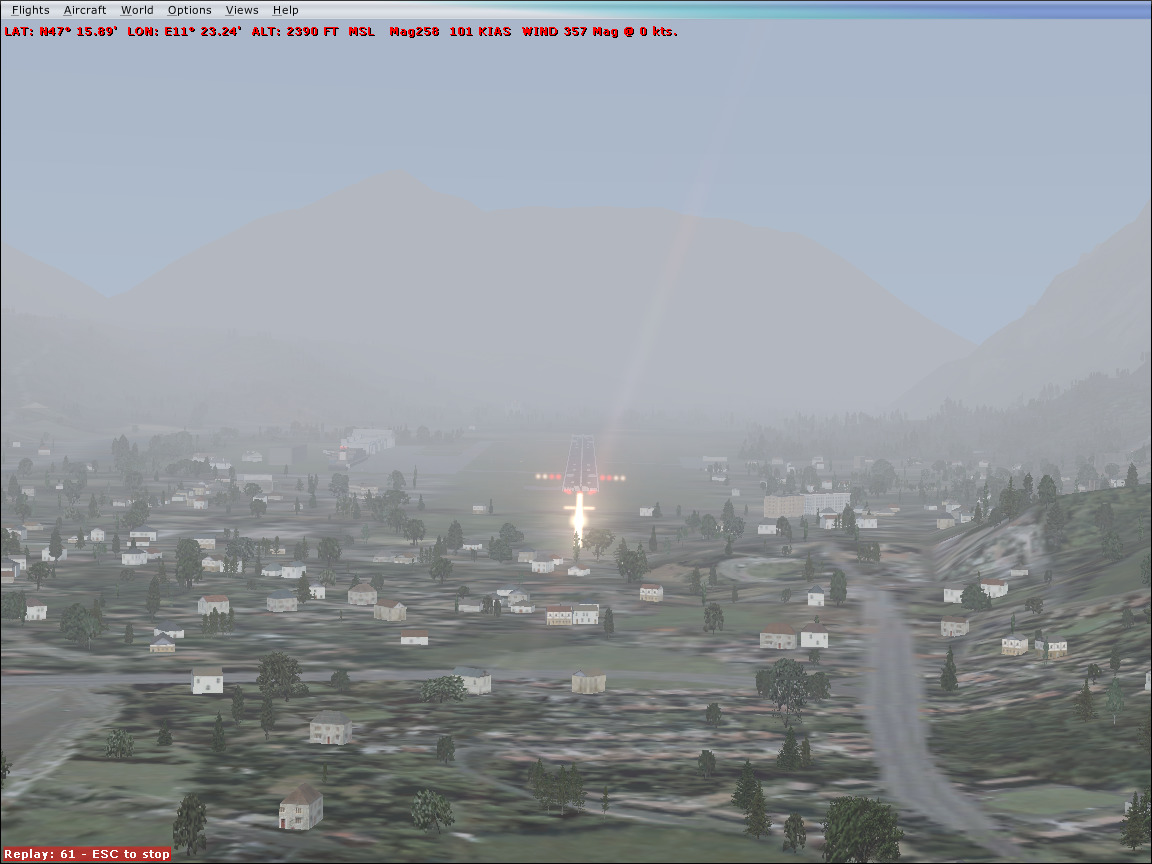 Flights Aircraft World Options Views Help
LAT: N47° 15.89' LON: E11° 23.24' ALT: 2390 FT MSL Mag258 101 KIAS WIND 357 Mag @ 0 kts.
Replay: 61 - ESC to stop